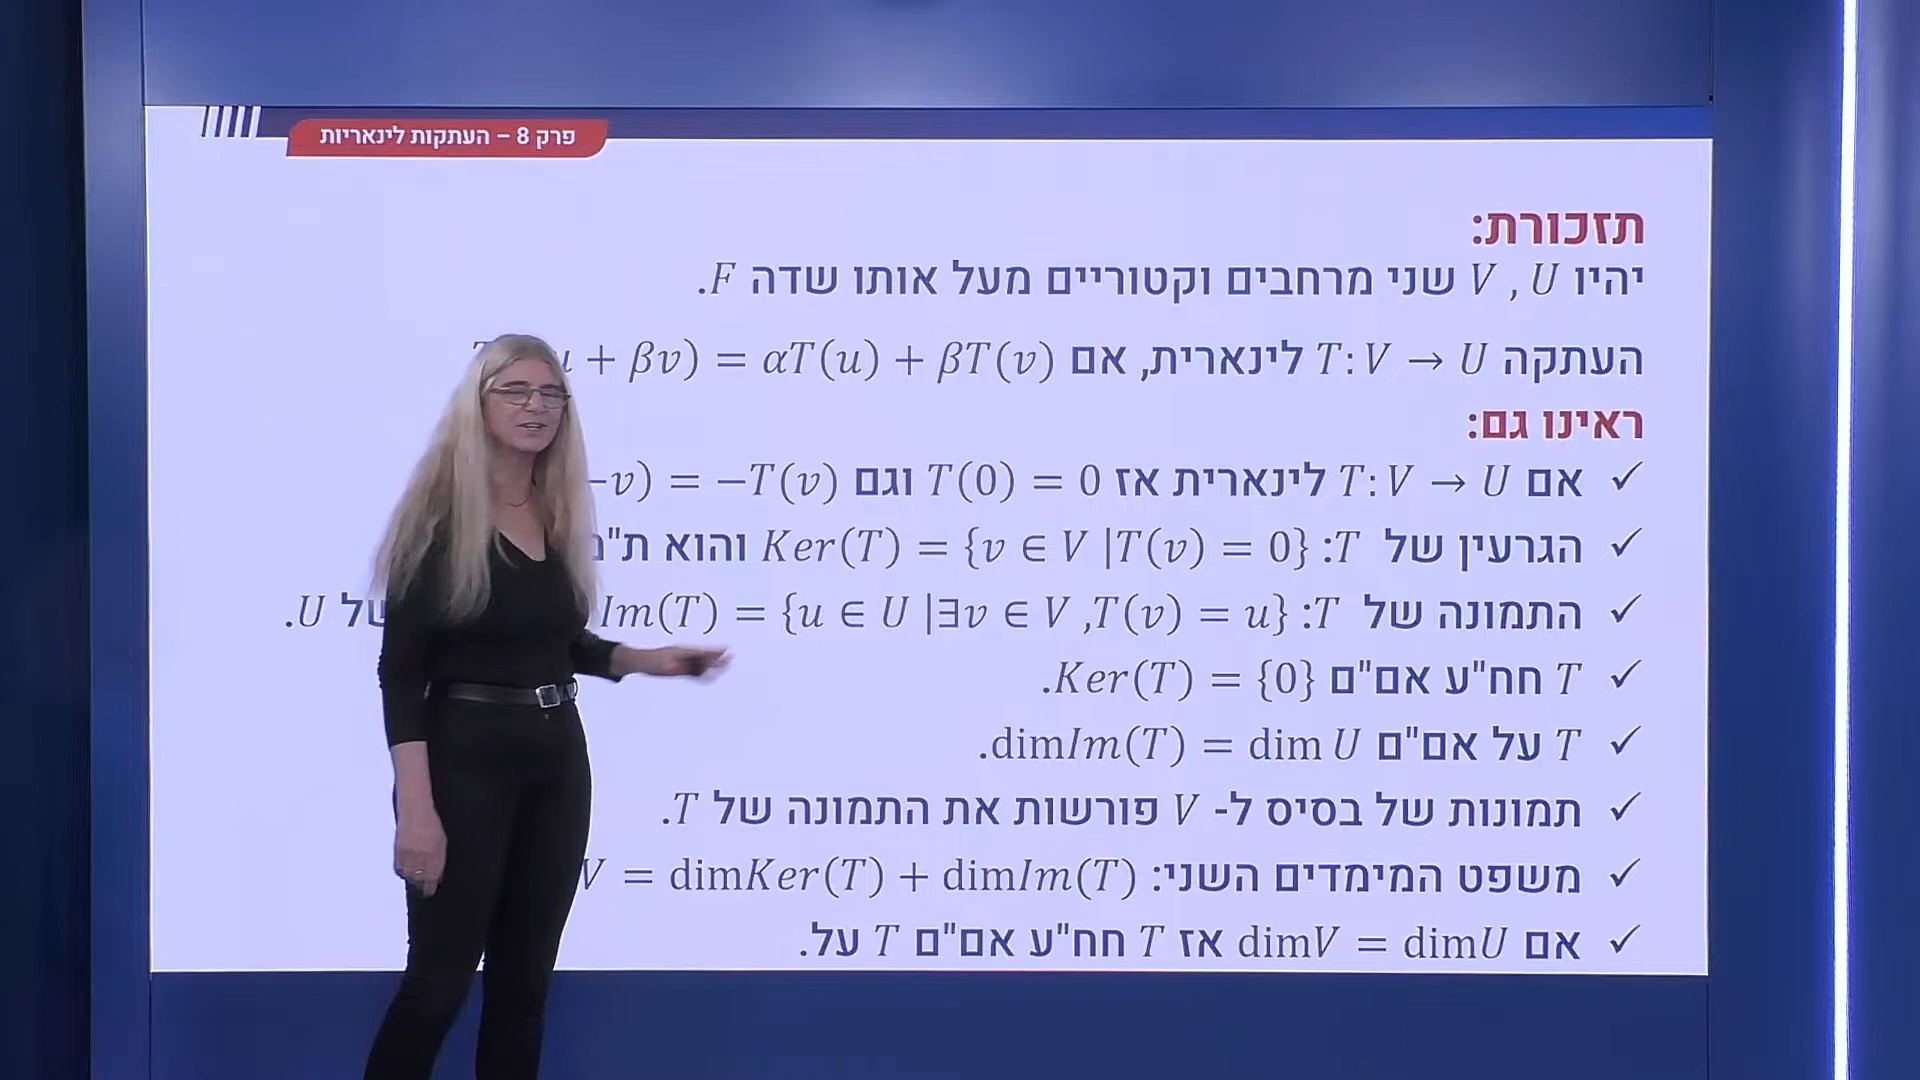 פרק 8 – העתקות לינאריות
תזכורת:
יהיו V , U שני מרחבים וקטוריים מעל אותו שדה F.
העתקה T: V → U לינארית, אם + βv) = αT(u) + βT(v)
ראינו גם:
✓ אם T: V → U לינארית אז T(0) = 0 וגם −v) = −T(v)
✓ הגרעין של T: Ker(T) = {v ∈ V |T(v) = 0} והוא
✓ התמונה של T: Im(T) = {u ∈ U |∃v ∈ V ,T(v) = u} U.
✓ T חח"ע אם"ם Ker(T) = {0}.
✓ T על אם"ם dimIm(T) = dim U.
✓ תמונות של בסיס ל- V פורשות את התמונה של T.
✓ משפט המימדים השני: V = dimKer(T) + dimIm(T)
✓ אם dimV = dimU אז T חח"ע אם"ם T על.